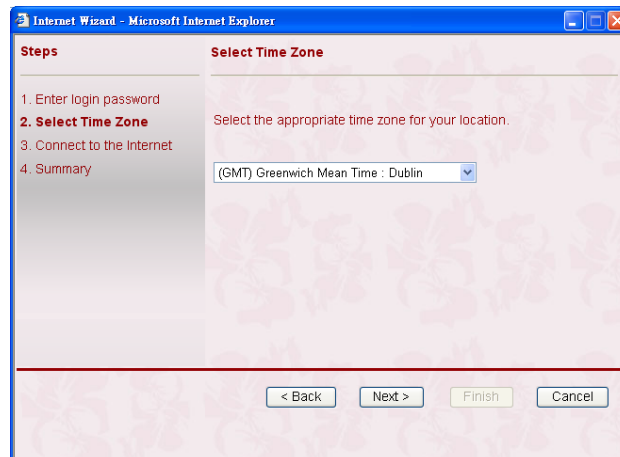 Internet Wizard - Microsoft Internet Explorer
Steps
1. Enter login password
2. Select Time Zone
3. Connect to the Internet
4. Summary
Select Time Zone
Select the appropriate time zone for your location.
(GMT) Greenwich Mean Time : Dublin
< Back
Next >
Finish
Cancel